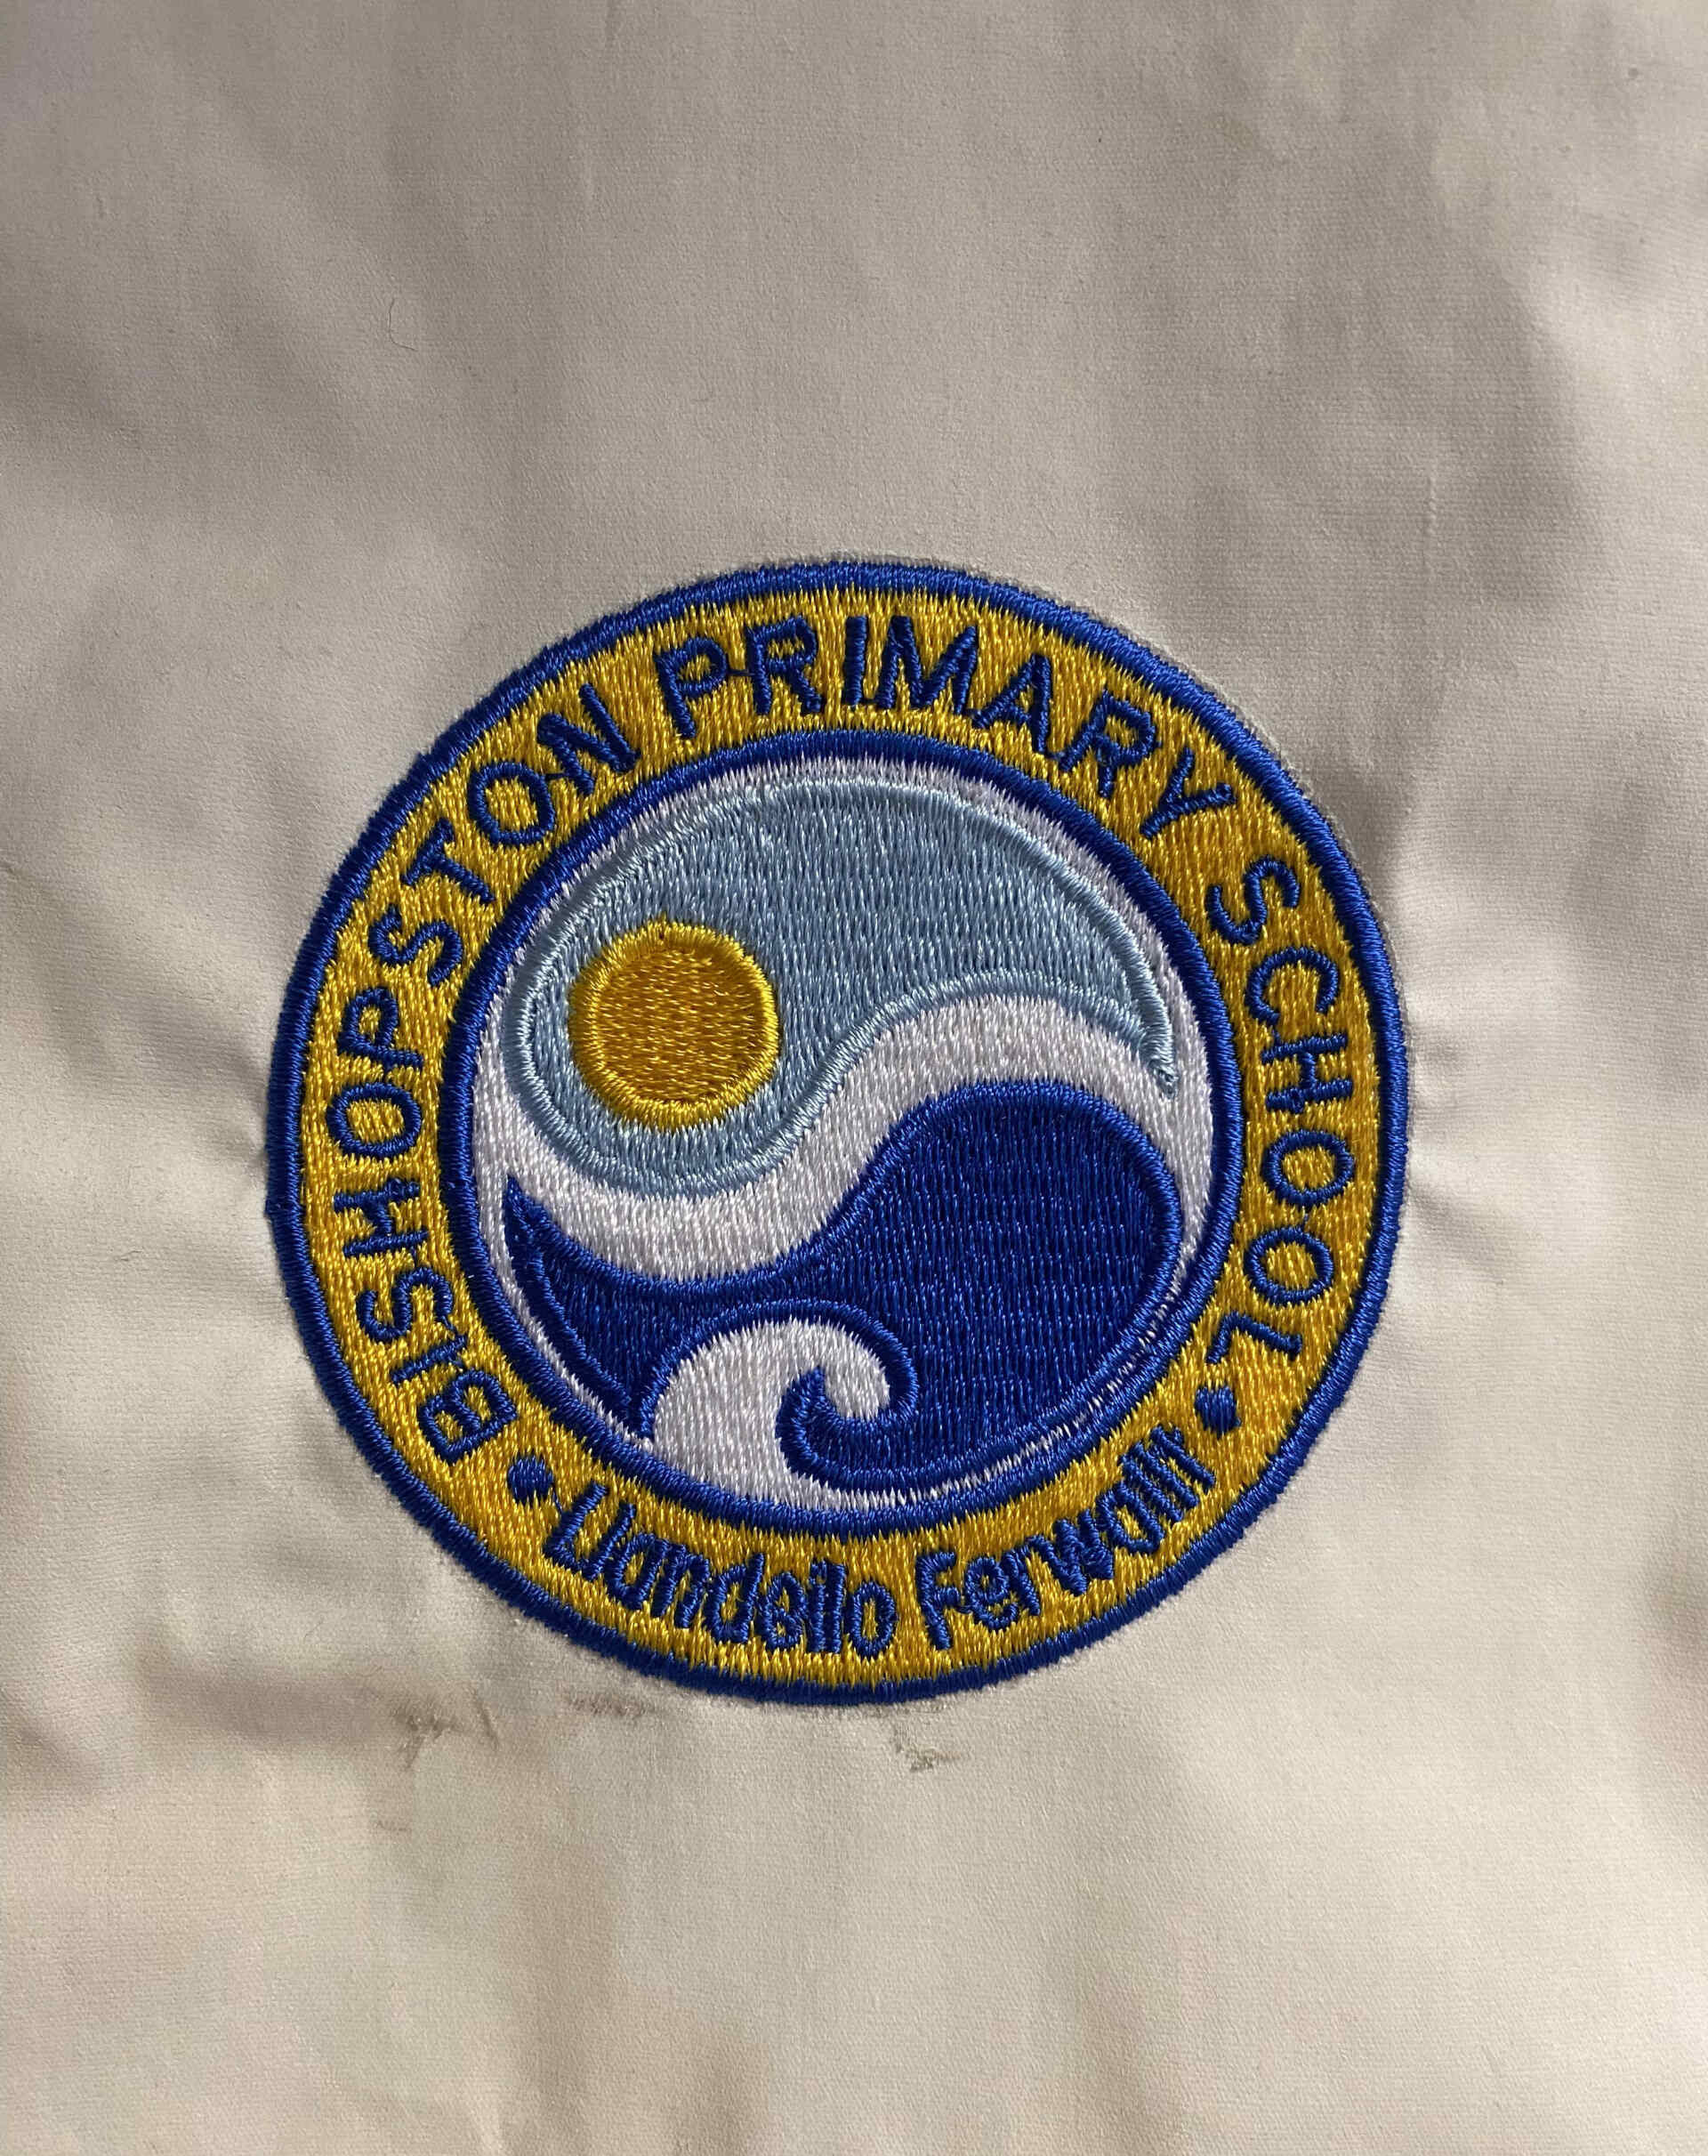 BISHOPSTON PRIMARY SCHOOL
Llandeilo Ferwallt